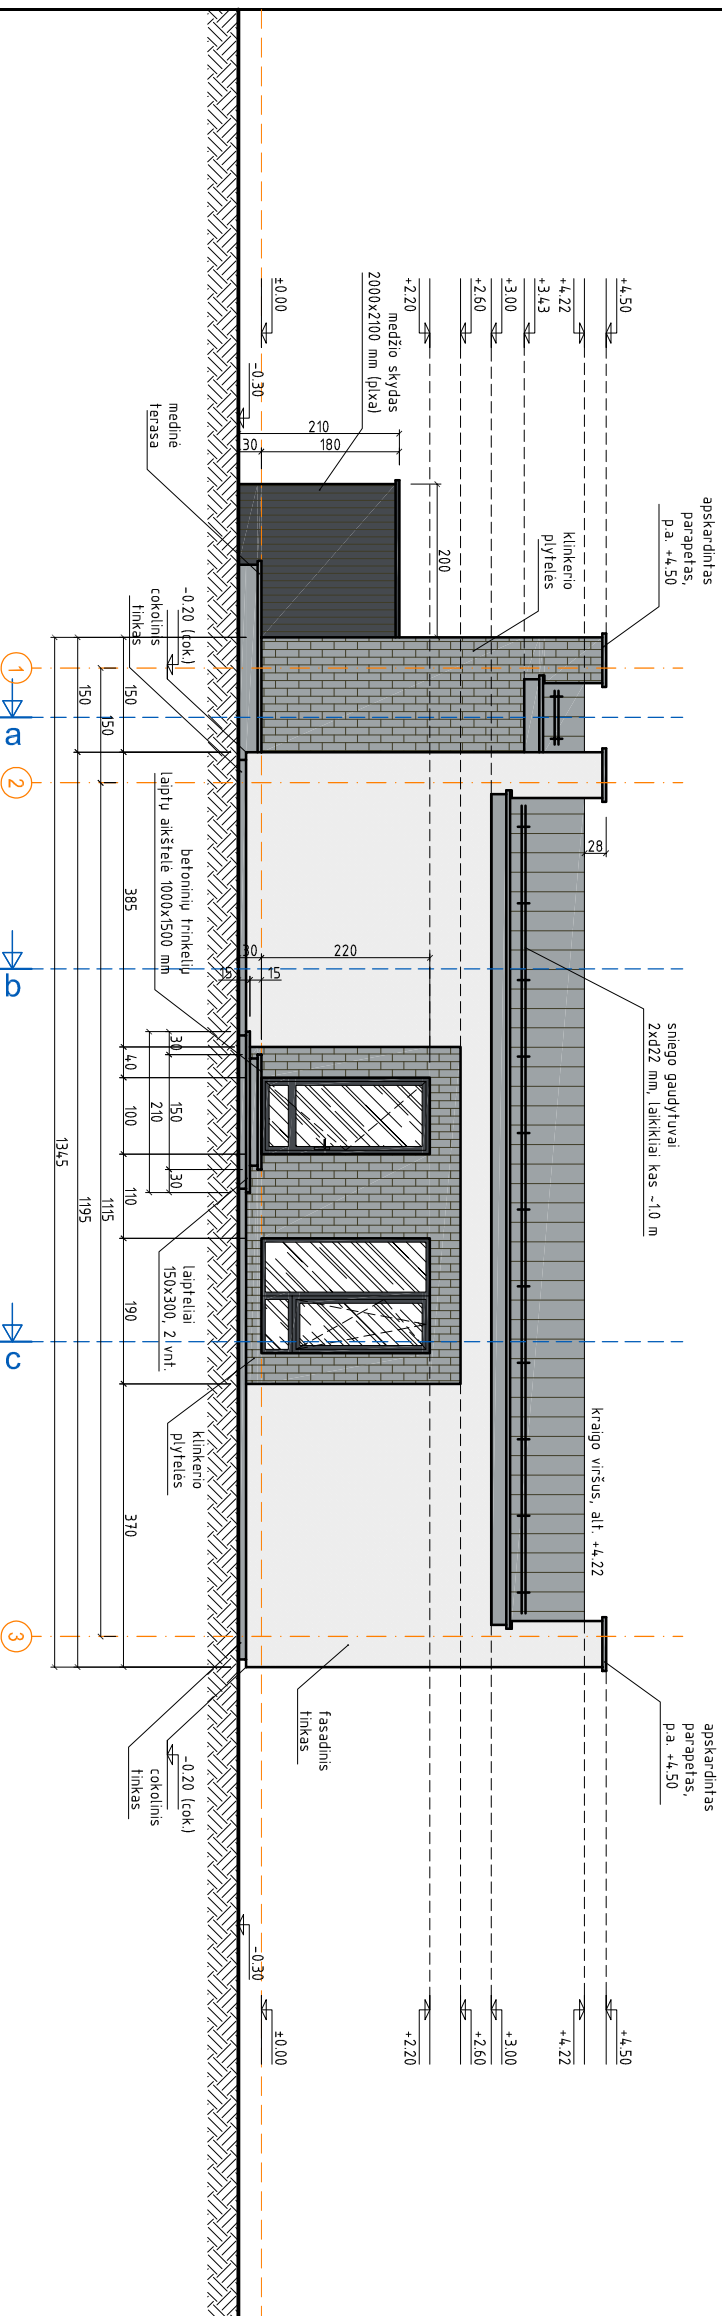 +4.50
+4.22
+3.43
+3.00
+2.60
+2.20
±0.00
-0.30
apskardintas
parapetas,
p.a. +4.50
klinkerio
plytelės
medžio skydas
2000x2100 mm (plxa)
210
30
180
200
medinė
terasa
-0.20 (cok.)
cokolinis
tinkas
28
sniego gaudytuvai
2xd22 mm, laikikliai kas ~1.0 m
kraigo viršus, alt. +4.22
apskardintas
parapetas,
p.a. +4.50
betoninių trinkelių
laiptų aikštelė 1000x1500 mm
30
220
15
15
laipteliai
150x300, 2 vnt.
klinkerio
plytelės
fasadinis
tinkas
-0.20 (cok.)
cokolinis
tinkas
+4.50
+4.22
+3.00
+2.60
+2.20
±0.00
-0.30
30
150
30
210
150
385
40
100
110
190
370
150
1115
150
1195
1345
1
a
2
b
c
3